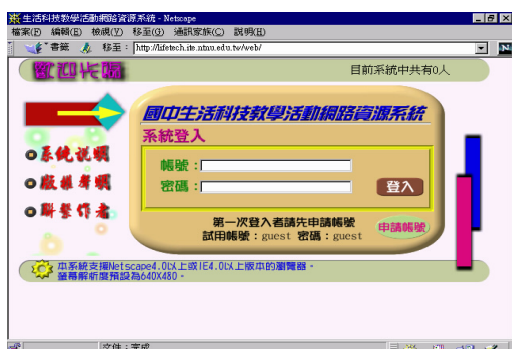 生活科技教學活動網路資源系統 - Netscape
檔案(F) 編輯(E) 檢視(V) 移至(G) 通訊家族(C) 說明(H)
書籤 移至: http://lifetech.ite.ntnu.edu.tw/web/
歡迎光臨
目前系統中共有0人
國中生活科技教學活動網路資源系統
系統登入
系統說明
帳號:
版權聲明
密碼:
登入
聯繫作者
第一次登入者請先申請帳號
試用帳號:guest 密碼:guest
申請帳號
本系統支援Netscape4.0以上或IE4.0以上版本的瀏覽器。
螢幕解析度預設為640X480。
文件:完成